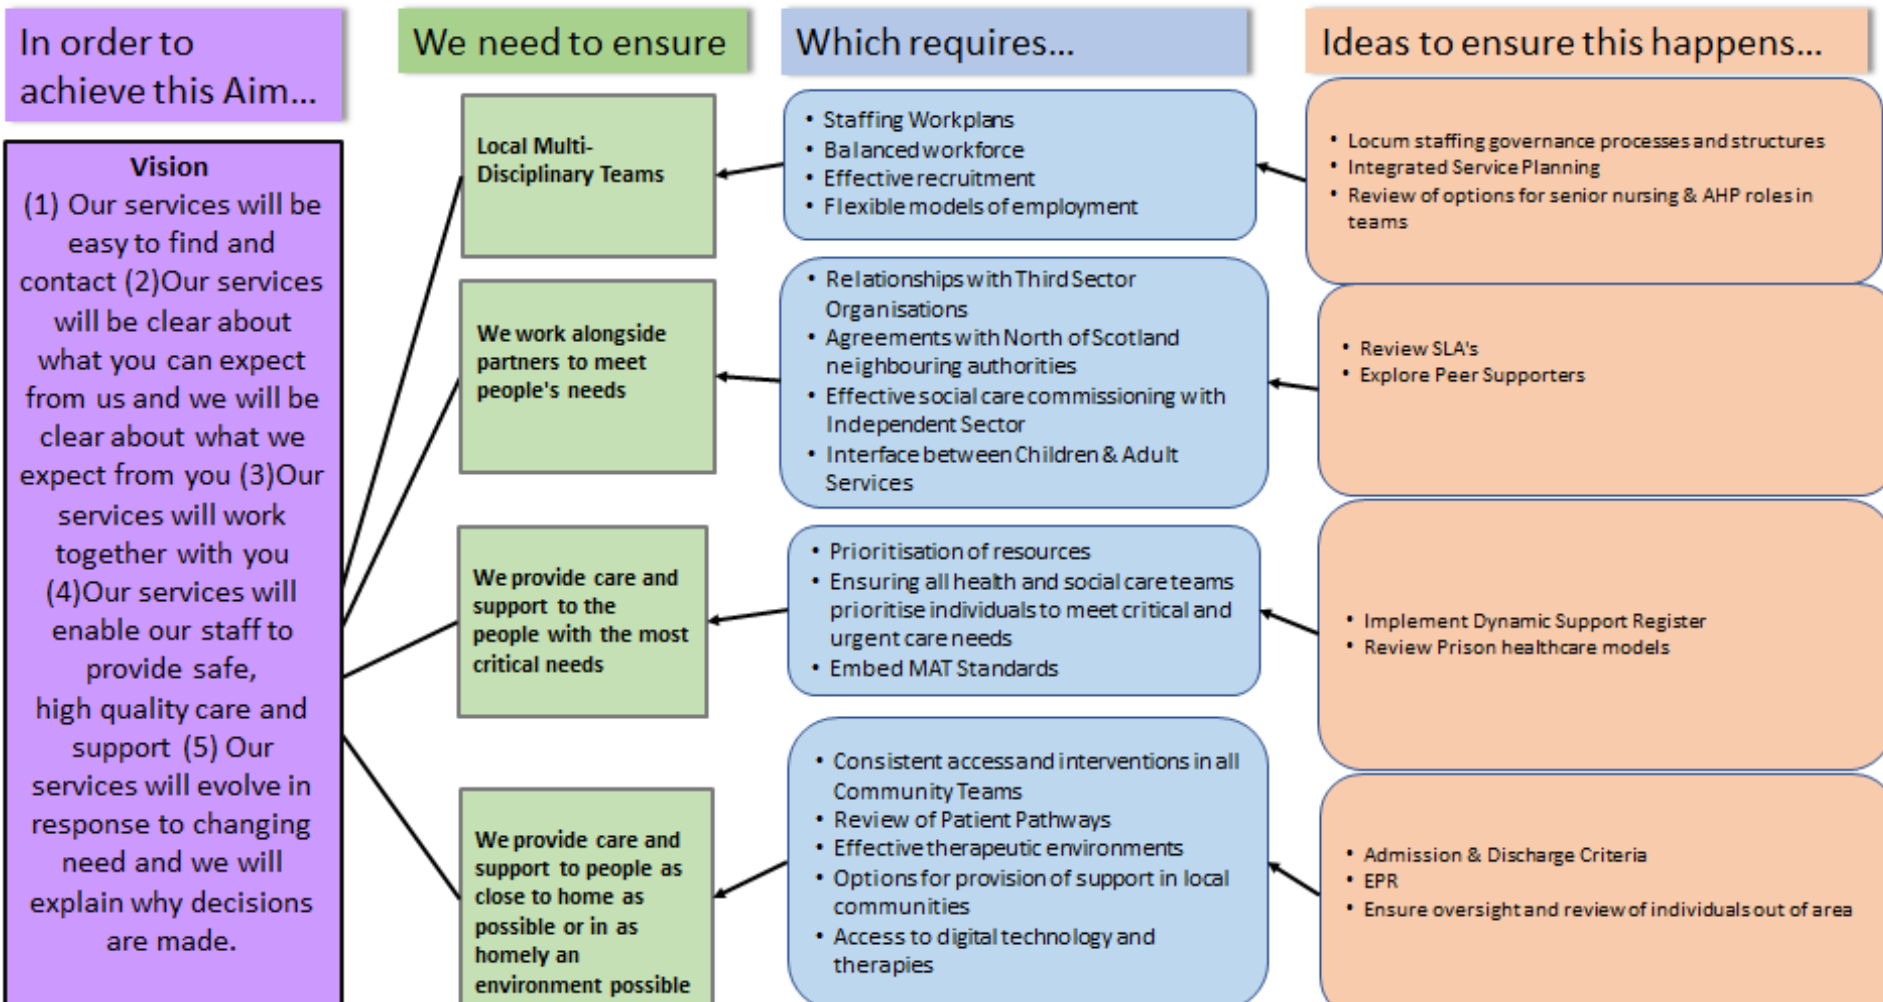 In order to
achieve this Aim...
Vision
(1) Our services will be
easy to find and
contact (2)Our services
will be clear about
what you can expect
from us and we will be
clear about what we
expect from you (3)Our
services will work
together with you
(4)Our services will
enable our staff to
provide safe,
high quality care and
support (5) Our
services will evolve in
response to changing
need and we will
explain why decisions
are made.
We need to ensure
Local Multi-
Disciplinary Teams
We work alongside
partners to meet
people's needs
We provide care and
support to the
people with the most
critical needs
We provide care and
support to people as
close to home as
possible or in as
homely an
environment possible
Which requires...
• Staffing Workplans
• Balanced workforce
• Effective recruitment
• Flexible models of employment
• Relationships with Third Sector
Organisations
• Agreements with North of Scotland
neighbouring authorities
• Effective social care commissioning with
Independent Sector
• Interface between Children & Adult
Services
• Prioritisation of resources
• Ensuring all health and social care teams
prioritise individuals to meet critical and
urgent care needs
• Embed MAT Standards
• Consistent access and interventions in all
Community Teams
• Review of Patient Pathways
• Effective therapeutic environments
• Options for provision of support in local
communities
• Access to digital technology and
therapies
Ideas to ensure this happens...
• Locum staffing governance processes and structures
• Integrated Service Planning
• Review of options for senior nursing & AHP roles in
teams
• Review SLA's
• Explore Peer Supporters
• Implement Dynamic Support Register
• Review Prison healthcare models
• Admission & Discharge Criteria
• EPR
• Ensure oversight and review of individuals out of area